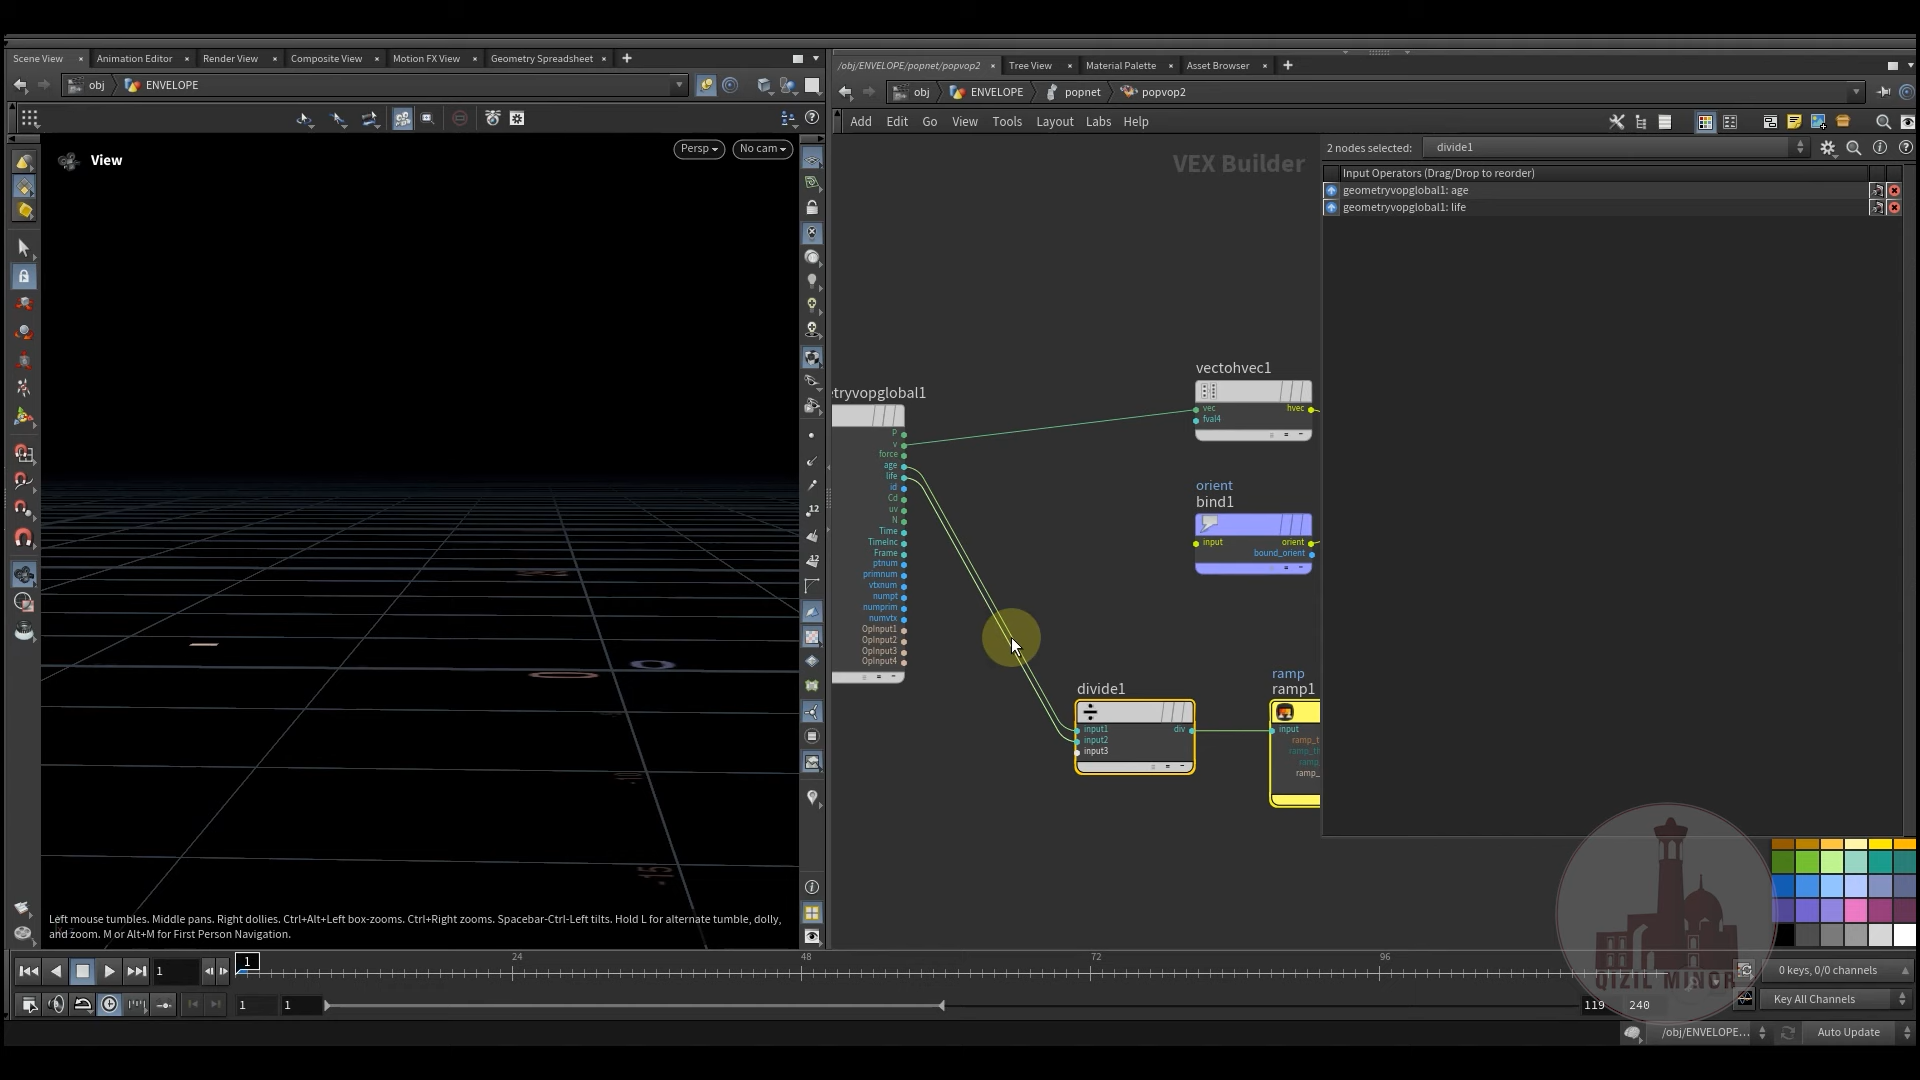 Scene View
Animation Editor
Render View
Composite View
Motion FX View
Geometry Spreadsheet
obj
ENVELOPE
View
Persp
No cam
Left mouse tumbles. Middle pans. Right dollies. Ctrl+Alt+Left box-zooms. Ctrl+Right zooms. Spacebar-Ctrl-Left tilts. Hold L for alternate tumble, dolly,
and zoom. M or Alt+M for First Person Navigation.
/obj/ENVELOPE/popnet/popvop2
Tree View
Material Palette
Asset Browser
obj
ENVELOPE
popnet
popvop2
Add Edit Go View Tools Layout Labs Help
VEX Builder
2 nodes selected:
divide1
Input Operators (Drag/Drop to reorder)
geometryvopglobal1: age
geometryvopglobal1: life
tryvopglobal1
P
v
force
age
life
id
Cd
uv
N
Time
TimeInc
Frame
ptnum
primnum
vtxnum
numpt
numprim
numvtx
OpInput1
OpInput2
OpInput3
OpInput4
vectohvec1
vec
hvec
fval4
orient
bind1
input
orient
bound_orient
divide1
input1
div
input2
input3
ramp
ramp1
input
QIZIL MINOR
1
1
24
48
72
96
1
1
119
240
0 keys, 0/0 channels
Key All Channels
/obj/ENVELOPE...
Auto Update